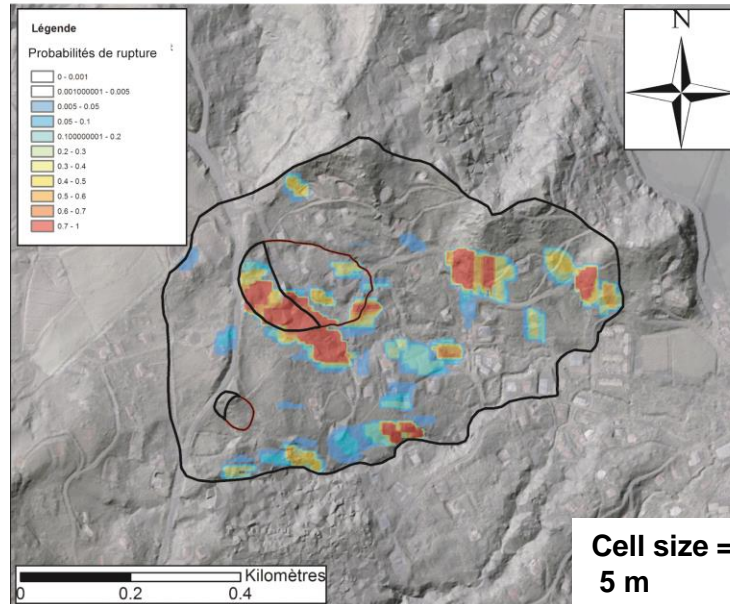 Légende
Probabilités de rupture
0 - 0.001
0.001000001 - 0.005
0.005 - 0.05
0.05 - 0.1
0.100000001 - 0.2
0.2 - 0.3
0.3 - 0.4
0.4 - 0.5
0.5 - 0.6
0.6 - 0.7
0.7 - 1
N
Kilomètres
0 0.2 0.4
Cell size =
5 m